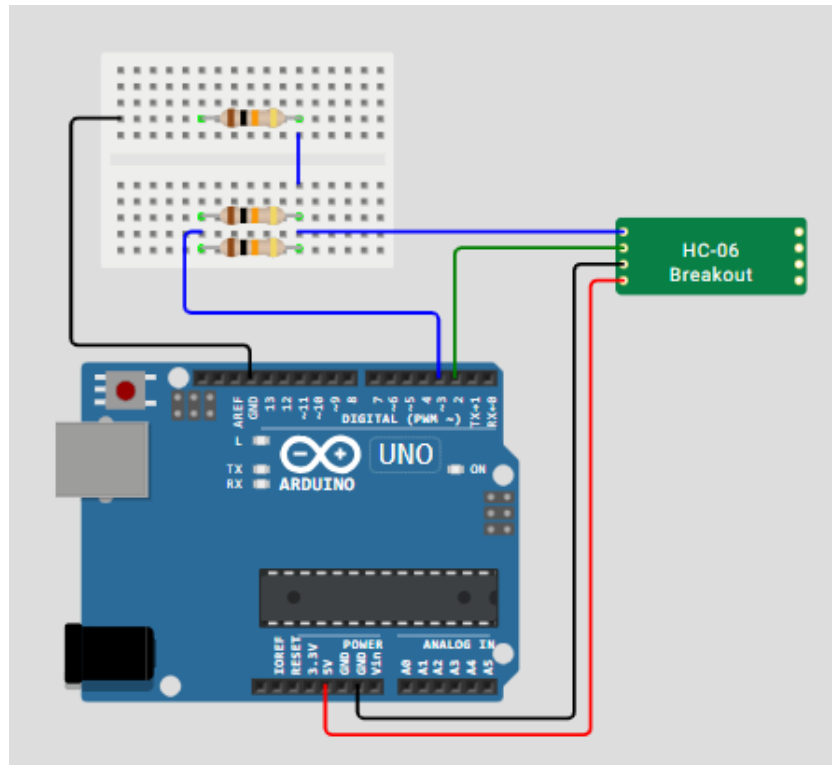 HC-06
Breakout
AREF
GND
13
12
~11
~10
~9
8
7
~6
~5
4
~3
2
TX→1
RX←0
DIGITAL (PWM ~)
L
TX
RX
UNO
ARDUINO
ON
POWER
ANALOG IN
IOREF
RESET
3.3V
5V
GND
GND
Vin
A0
A1
A2
A3
A4
A5